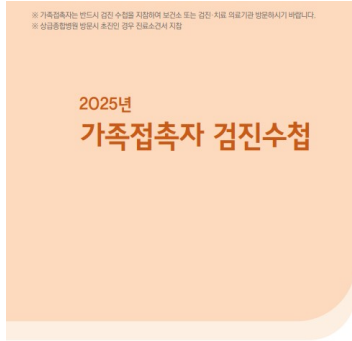 ※ 가족접촉자는 반드시 검진 수첩을 지참하여 보건소 또는 검진·치료 의료기관 방문하시기 바랍니다.
※ 상급종합병원 방문시 초진인 경우 진료소견서 지참
2025년
가족접촉자 검진수첩